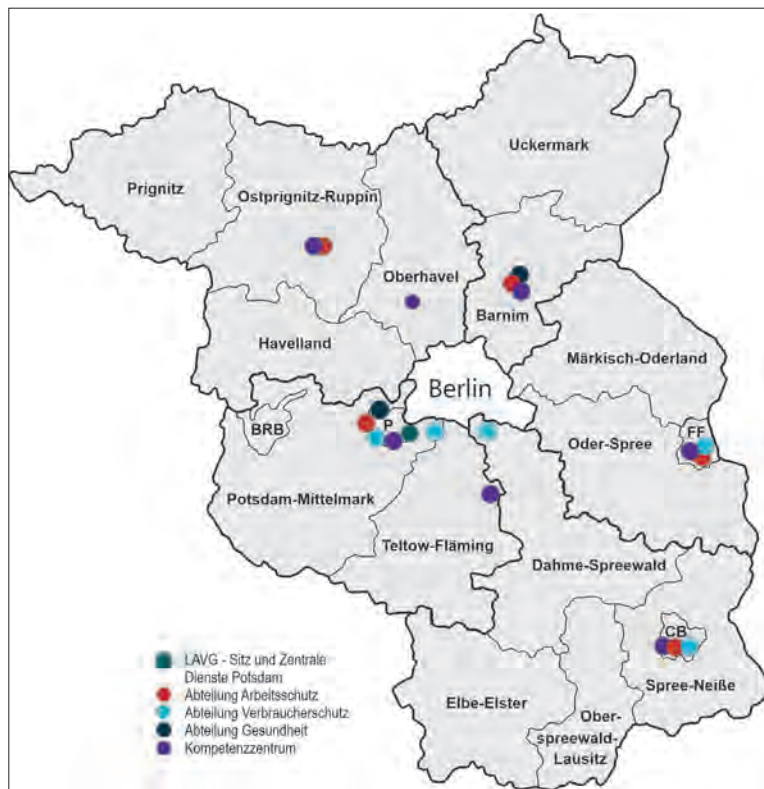 Uckermark
Prignitz
Ostprignitz-Ruppin
Oberhavel
Barnim
Havelland
Märkisch-Oderland
Berlin
BRB
P
Oder-Spree
FF
Potsdam-Mittelmark
Teltow-Fläming
Dahme-Spreewald
CB
Spree-Neiße
Elbe-Elster
Ober-
spreewald-
Lausitz
LAVG - Sitz und Zentrale
Dienste Potsdam
Abteilung Arbeitsschutz
Abteilung Verbraucherschutz
Abteilung Gesundheit
Kompetenzzentrum